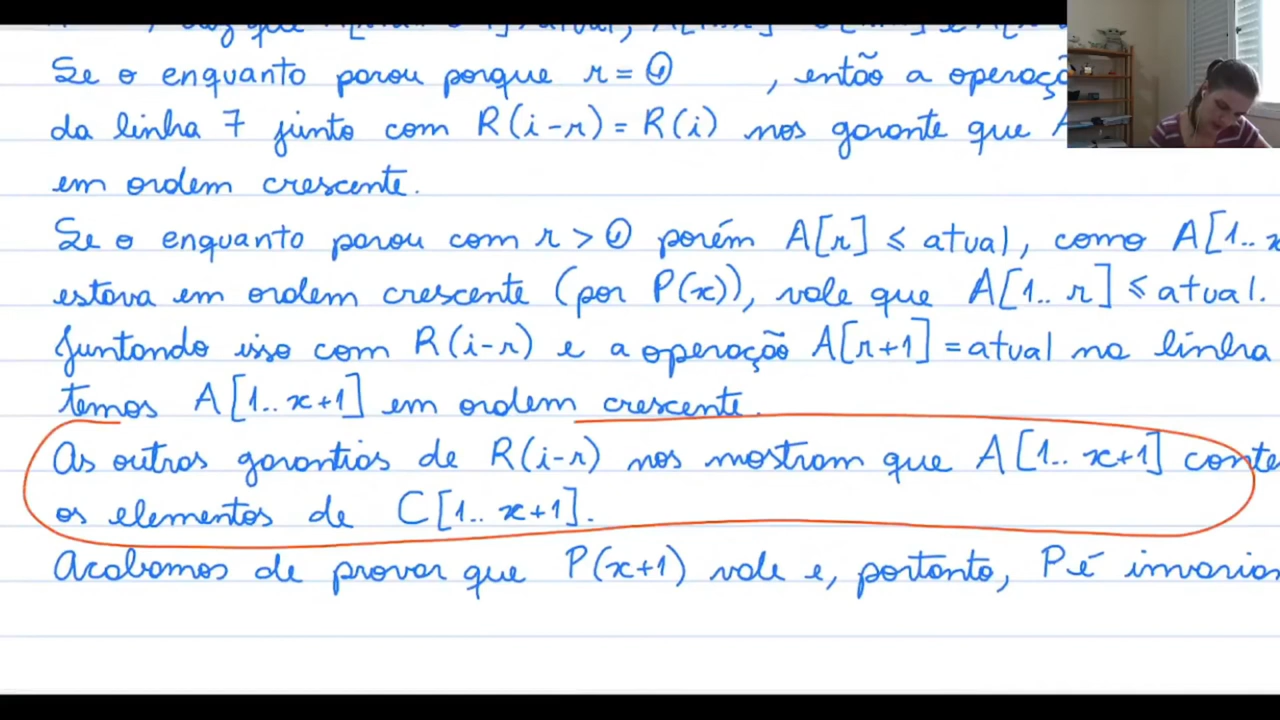 diz que
Se o enquanto parou porque r = 0 , então a operaçã
da linha 7 junto com R(i-r) = R(i) nos garante que A
em ordem crescente.
Se o enquanto parou com r > 0 porém A[r] ≤ atual, como A[1..x
estava em ordem crescente (por P(x)), vale que A[1..r] ≤ atual.
Juntando isso com R(i-r) e a operação A[r+1] = atual na linha
temos A[1..x+1] em ordem crescente.
As outras garantias de R(i-r) nos mostram que A[1..x+1] conté
os elementos de C[1..x+1].
Acabamos de provar que P(x+1) vale e, portanto, P é invarian